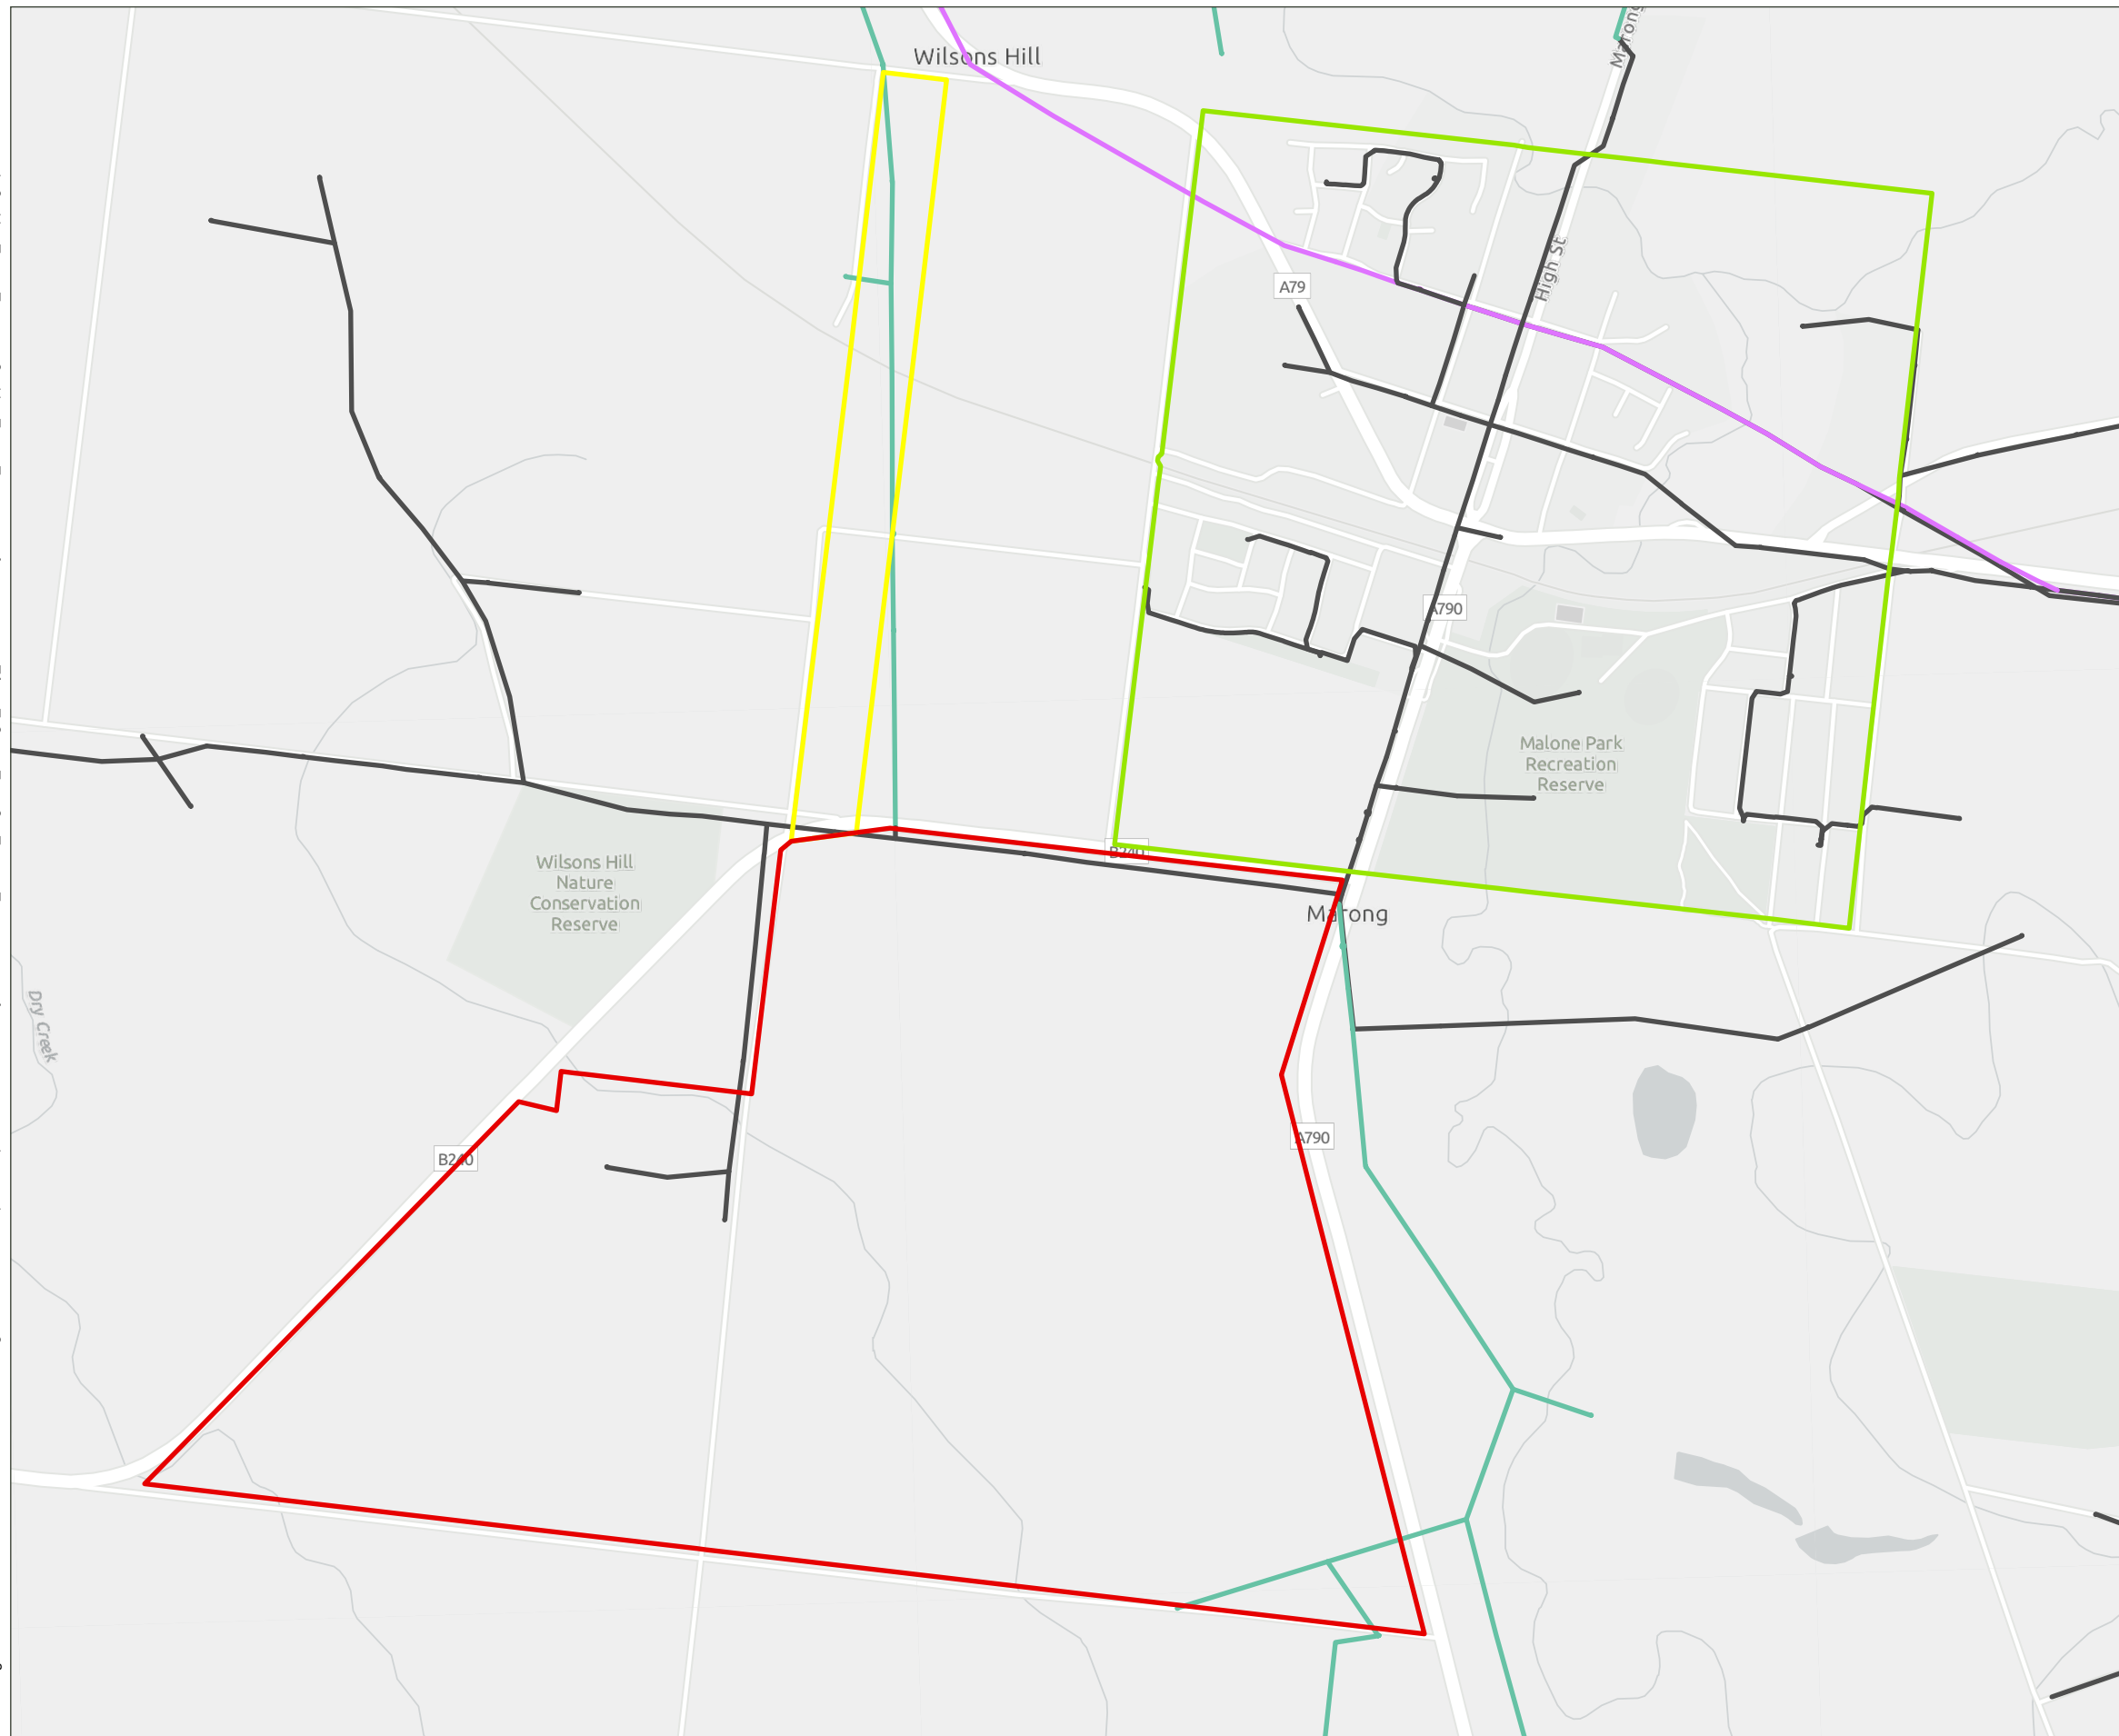 Wilsons Hill
Marong
High St
A79
A790
Malone Park
Recreation
Reserve
B240
Wilsons Hill
Nature
Conservation
Reserve
Marong
Dry Creek
A790
B240